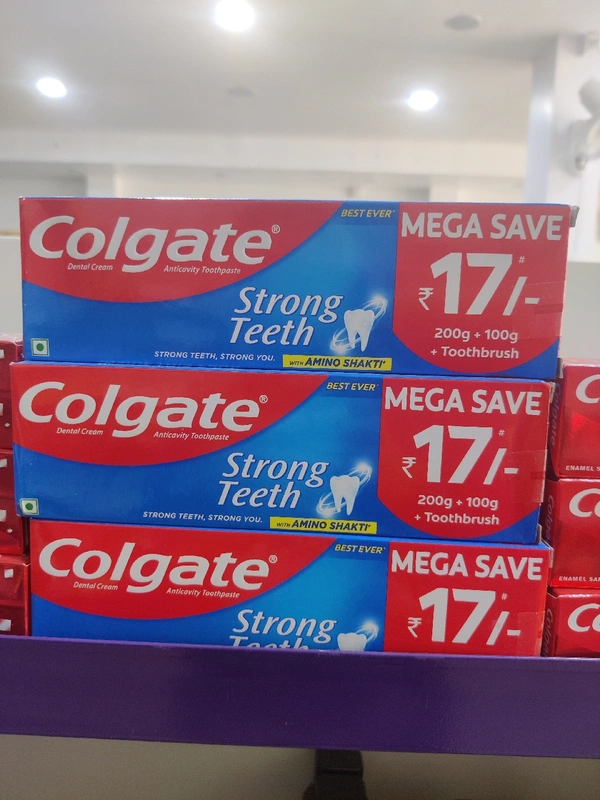 Colgate®
Dental Cream Anticavity Toothpaste
BEST EVER*
Strong
Teeth
STRONG TEETH, STRONG YOU.
WITH AMINO SHAKTI*
MEGA SAVE
₹17/-#
200g + 100g
+ Toothbrush
Colgate®
Dental Cream Anticavity Toothpaste
BEST EVER*
Strong
Teeth
STRONG TEETH, STRONG YOU.
WITH AMINO SHAKTI*
MEGA SAVE
₹17/-#
200g + 100g
+ Toothbrush
Colgate®
Dental Cream Anticavity Toothpaste
BEST EVER*
Strong
Teeth
MEGA SAVE
₹17/-#
C
ENAMEL
Co
ENAMEL
Co